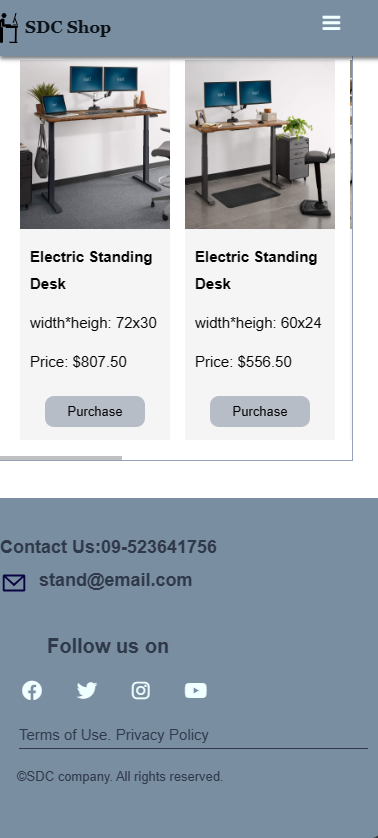 SDC Shop
Electric Standing
Desk
width*heigh: 72x30
Price: $807.50
Purchase
Electric Standing
Desk
width*heigh: 60x24
Price: $556.50
Purchase
Contact Us:09-523641756
stand@email.com
Follow us on
Terms of Use. Privacy Policy
©SDC company. All rights reserved.